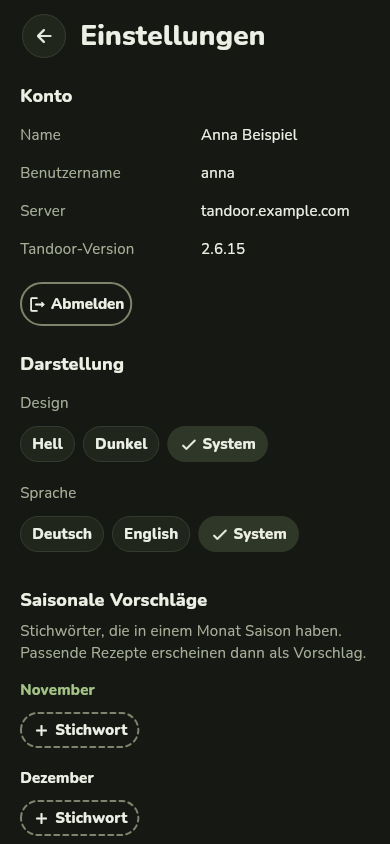 Einstellungen
Konto
Name Anna Beispiel
Benutzername anna
Server tandoor.example.com
Tandoor-Version 2.6.15
Abmelden
Darstellung
Design
Hell Dunkel System
Sprache
Deutsch English System
Saisonale Vorschläge
Stichwörter, die in einem Monat Saison haben.
Passende Rezepte erscheinen dann als Vorschlag.
November
+ Stichwort
Dezember
+ Stichwort